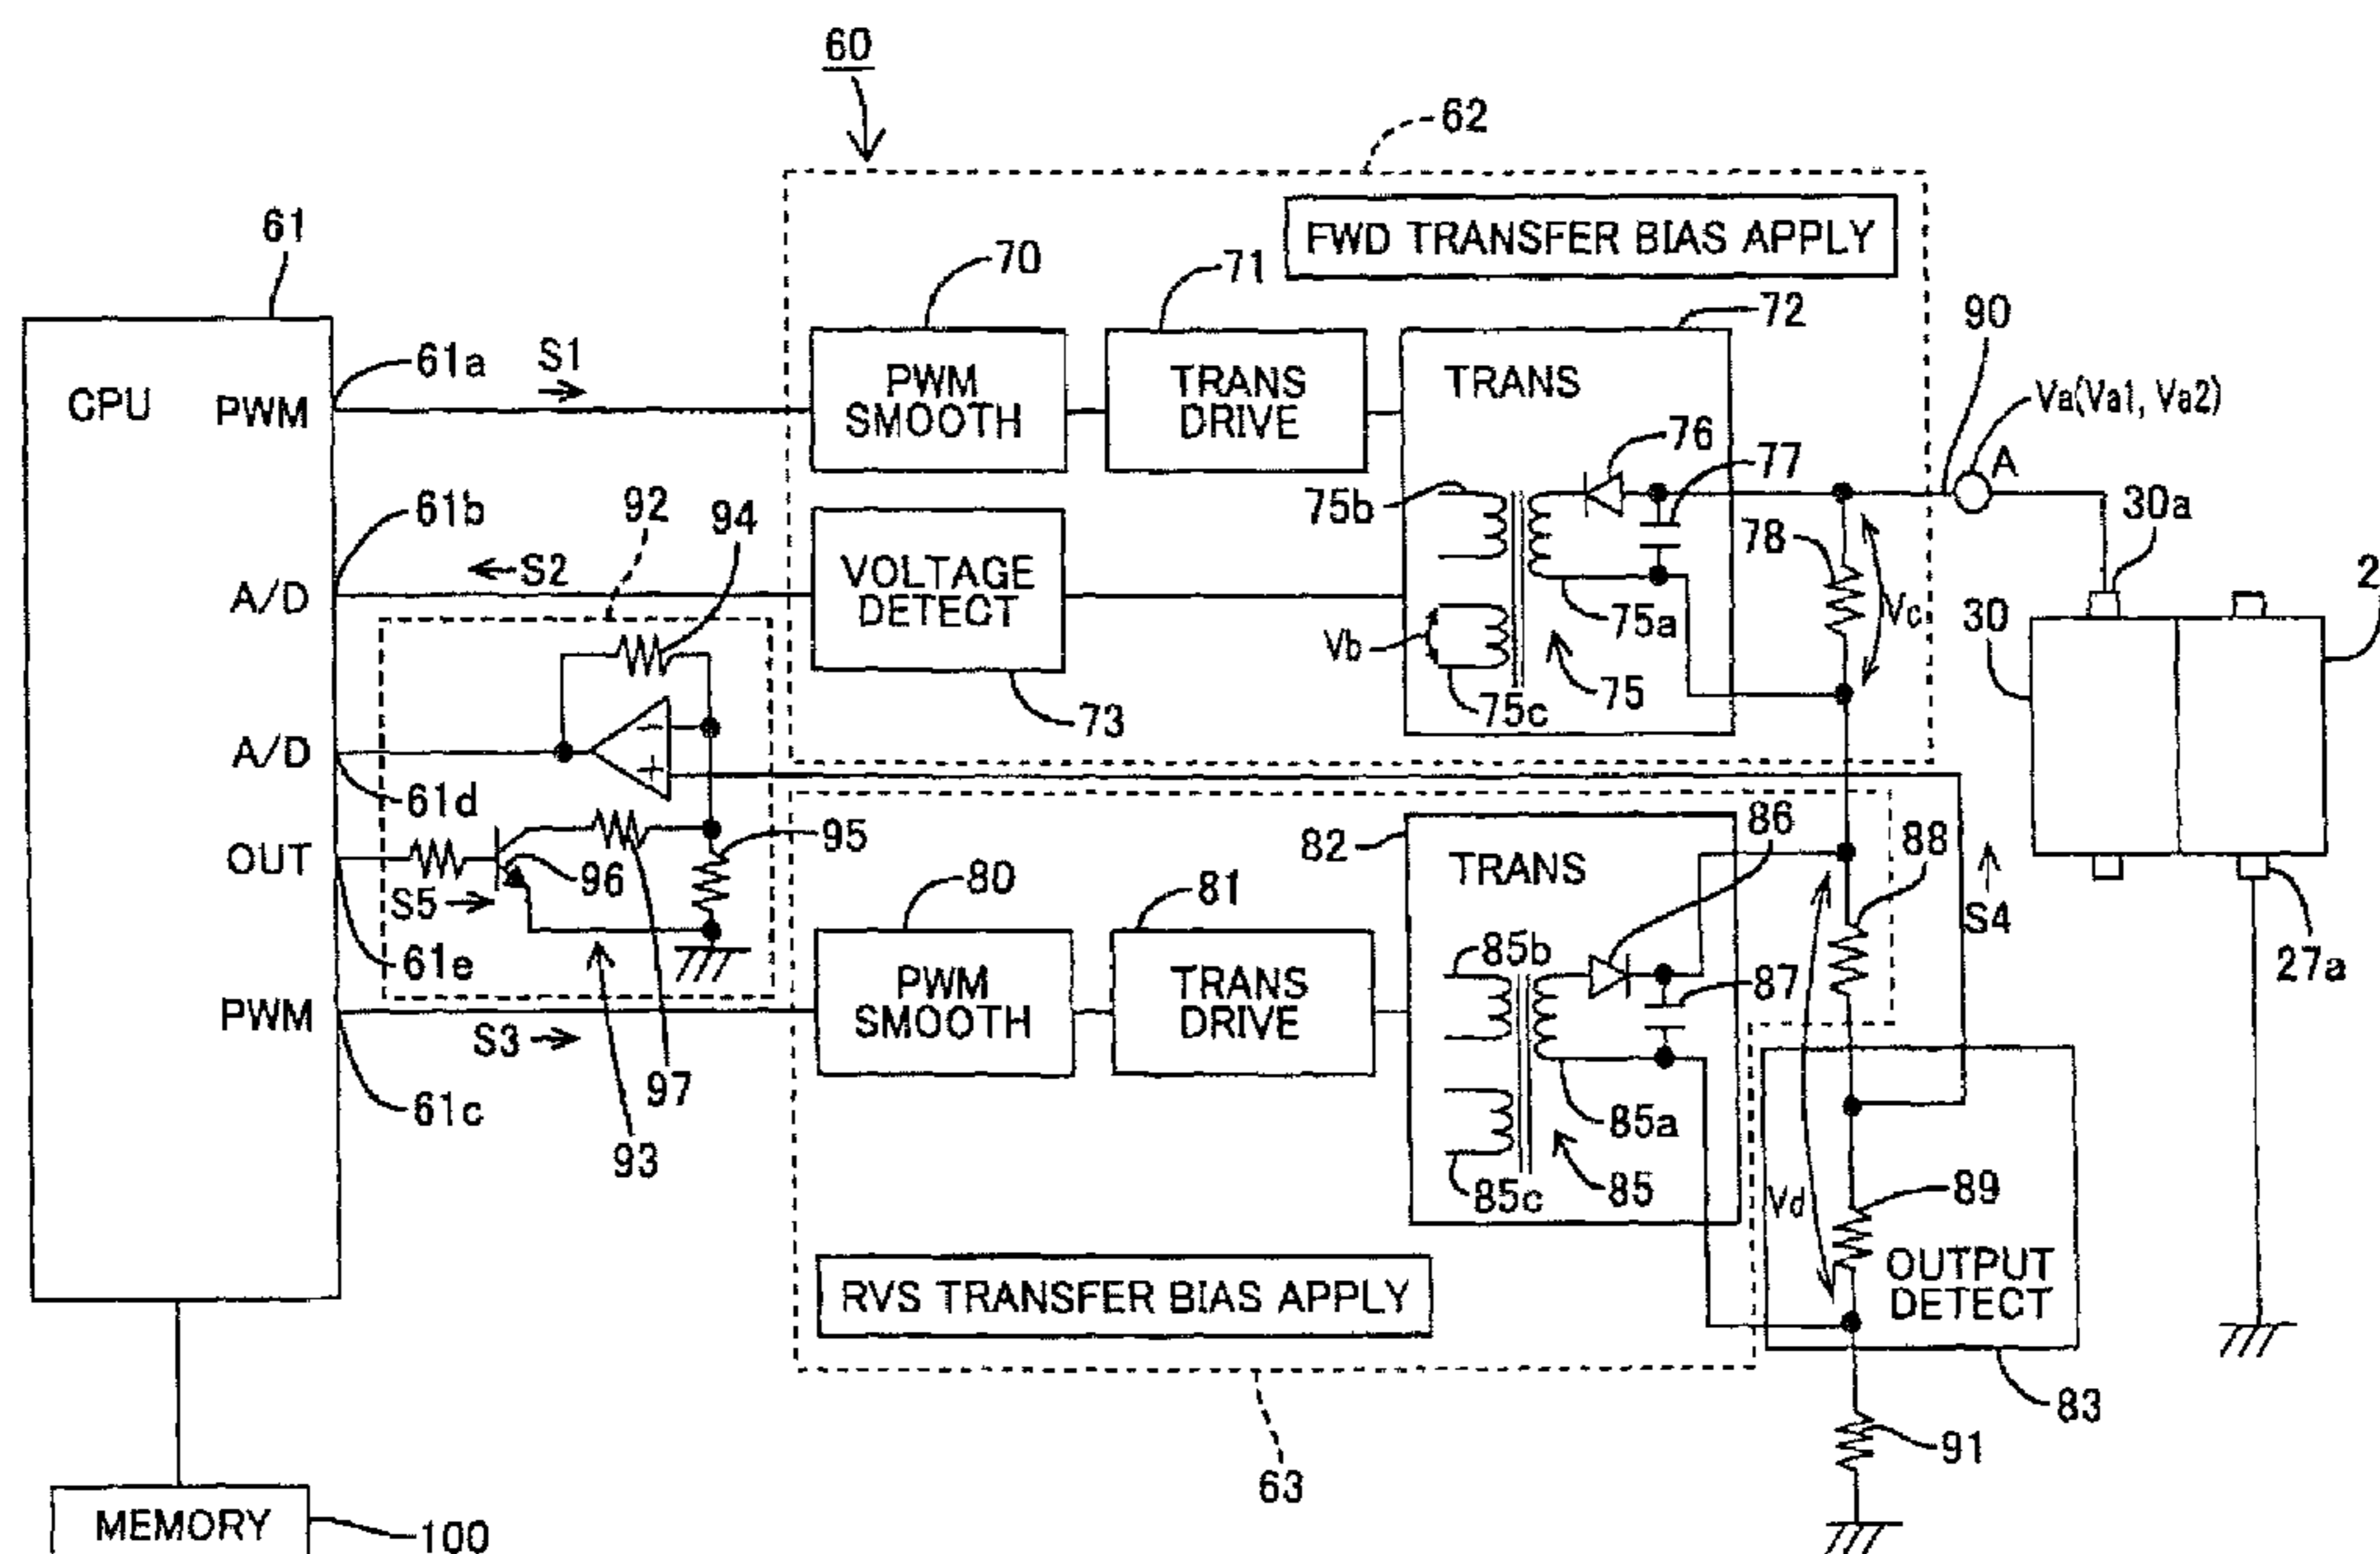 60
62
FWD TRANSFER BIAS APPLY
61
70
71
72
90
CPU
PWM
61a
S1
PWM
SMOOTH
TRANS
DRIVE
TRANS
Va(Va1, Va2)
A
76
77
75b
78
30a
61b
92
94
A/D
S2
VOLTAGE
DETECT
75a
Vc
30
2
Vb
75
75c
73
A/D
61d
OUT
96
95
82
86
88
TRANS
S5
61e
80
81
S4
27a
PWM
PWM
SMOOTH
TRANS
DRIVE
85b
87
S3
97
61c
93
85a
85
85c
Vd
89
OUTPUT
DETECT
RVS TRANSFER BIAS APPLY
83
91
63
MEMORY
100